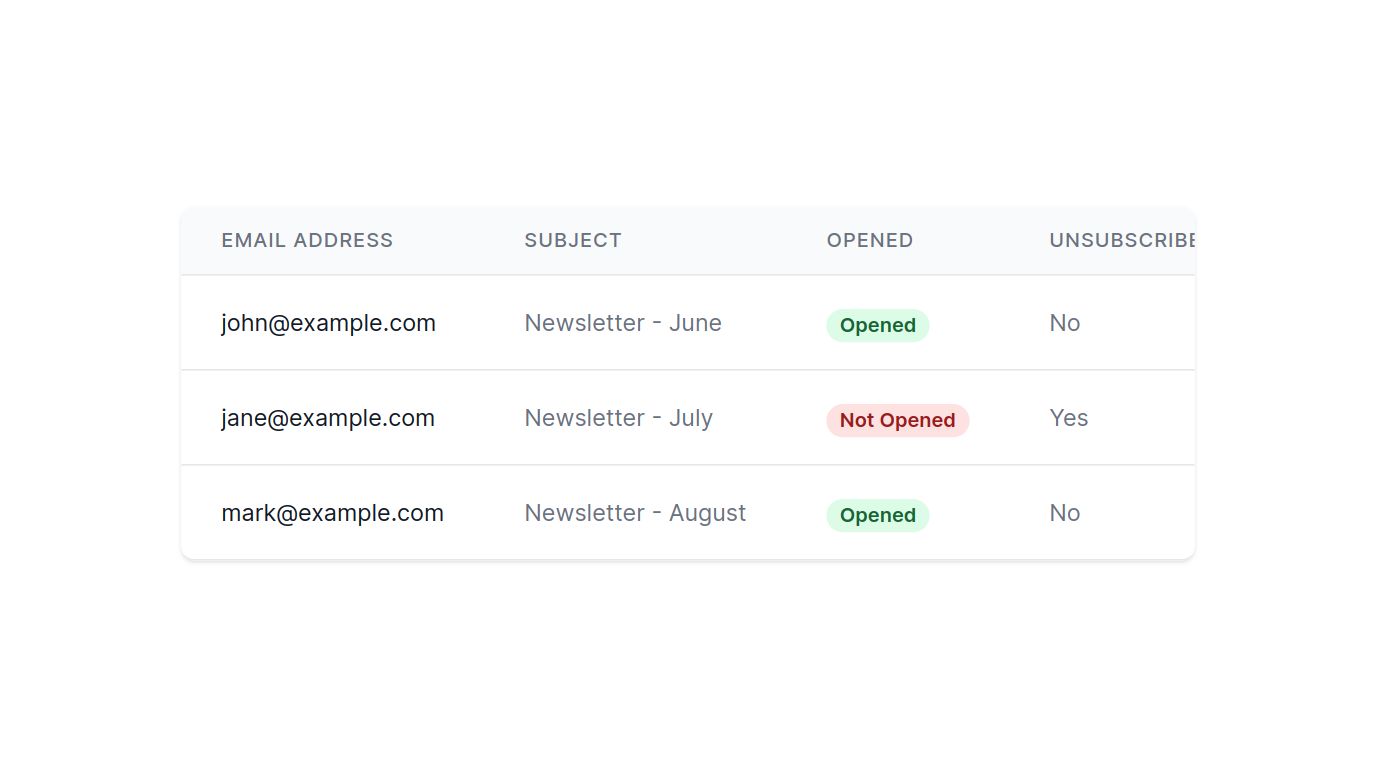 EMAIL ADDRESS SUBJECT OPENED UNSUBSCRIBE
john@example.com Newsletter - June Opened No
jane@example.com Newsletter - July Not Opened Yes
mark@example.com Newsletter - August Opened No